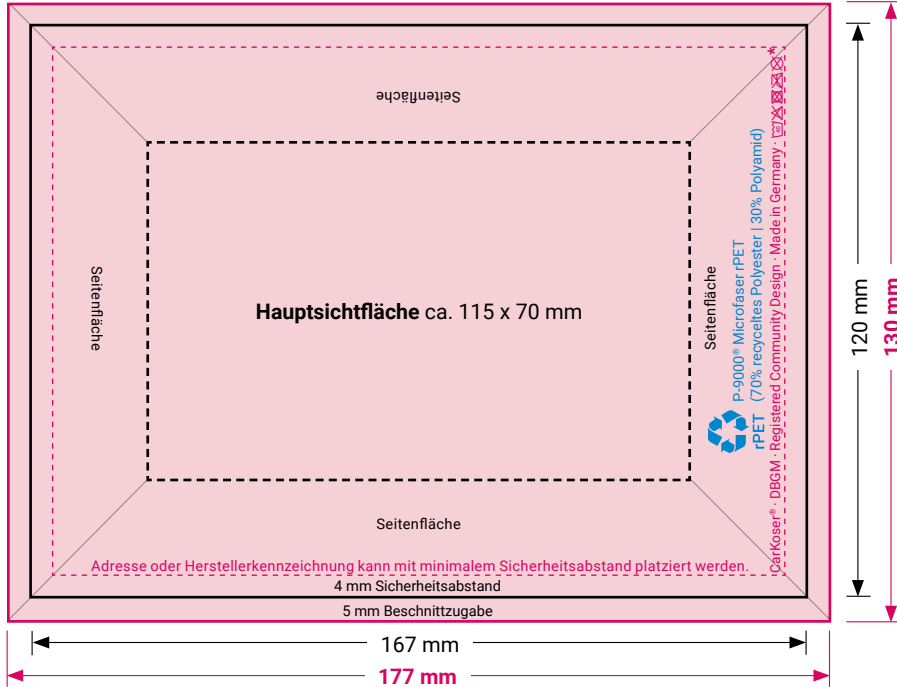 Seitenfläche
Seitenfläche
Hauptsichtfläche ca. 115 x 70 mm
Seitenfläche
rPET
P-9000® Microfaser rPET
(70% recyceltes Polyester | 30% Polyamid)
CarKoser® · DBGM · Registered Community Design · Made in Germany · *
Seitenfläche
Adresse oder Herstellerkennzeichnung kann mit minimalem Sicherheitsabstand platziert werden.
4 mm Sicherheitsabstand
5 mm Beschnittzugabe
120 mm
130 mm
167 mm
177 mm